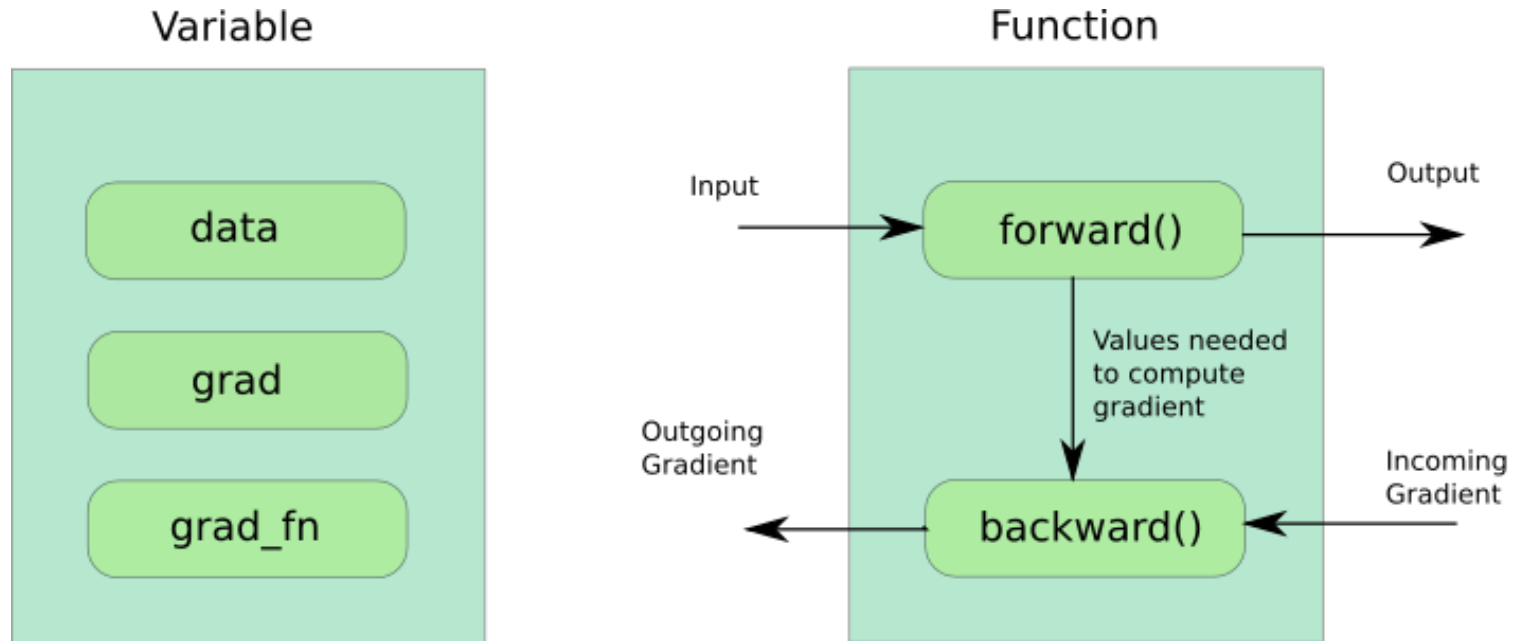 Variable
data
grad
grad_fn
Function
Input
forward()
Output
Values needed
to compute
gradient
Outgoing
Gradient
backward()
Incoming
Gradient